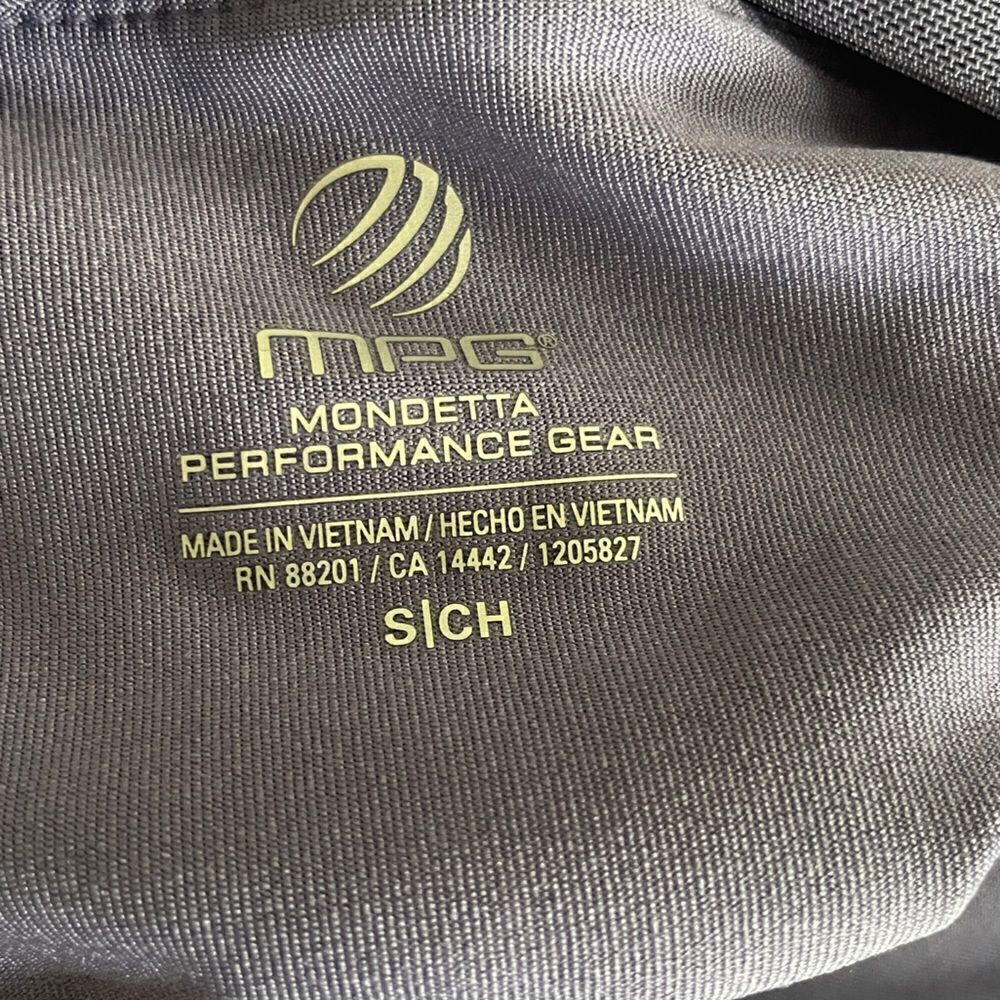 MPG®
MONDETTA
PERFORMANCE GEAR
MADE IN VIETNAM / HECHO EN VIETNAM
RN 88201 / CA 14442 / 1205827
S|CH